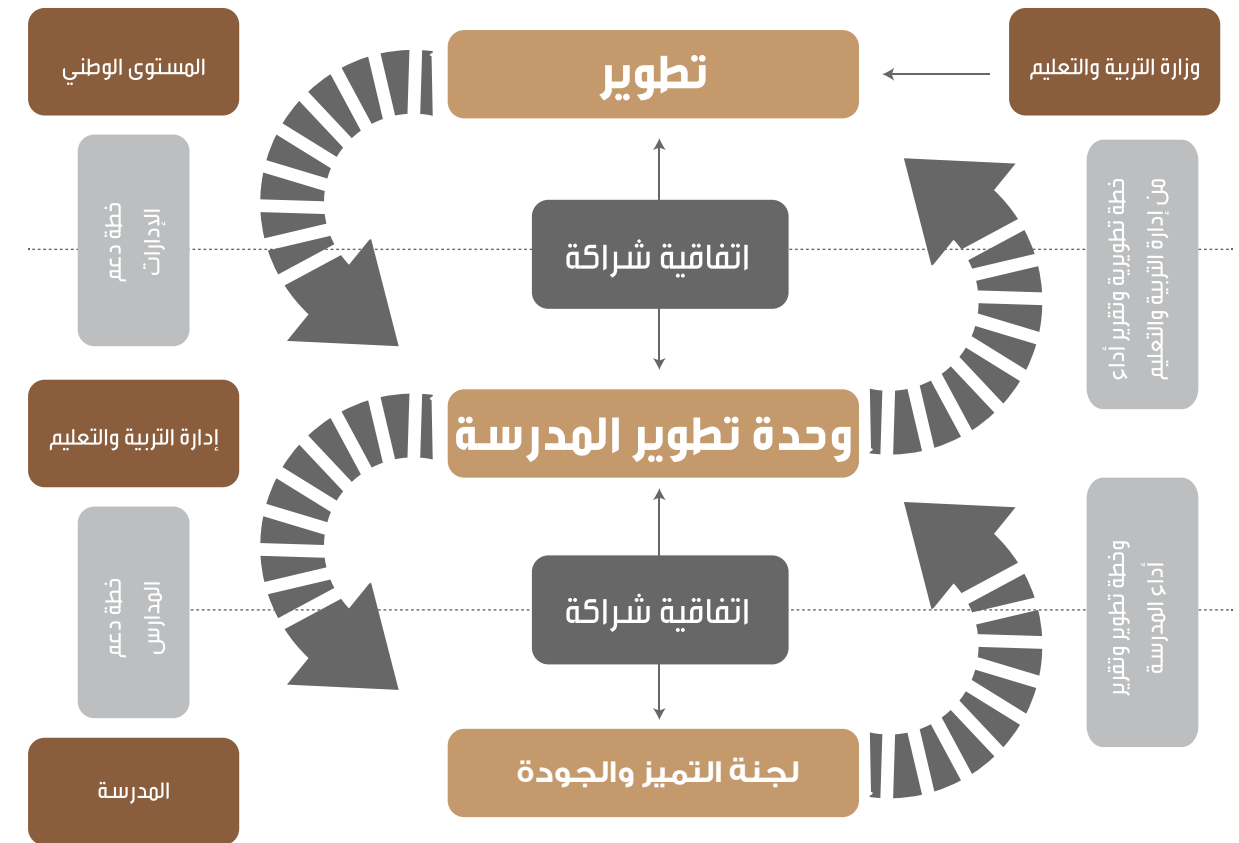 وزارة التربية والتعليم
تطوير
المستوى الوطني
خطة تطويرية وتقرير أداء
من إدارة التربية والتعليم
اتفاقية شراكة
خطة دعم
الإدارات
وحدة تطوير المدرسة
إدارة التربية والتعليم
وخطة تطوير وتقرير
أداء المدرسة
اتفاقية شراكة
خطة دعم
المدارس
لجنة التميز والجودة
المدرسة